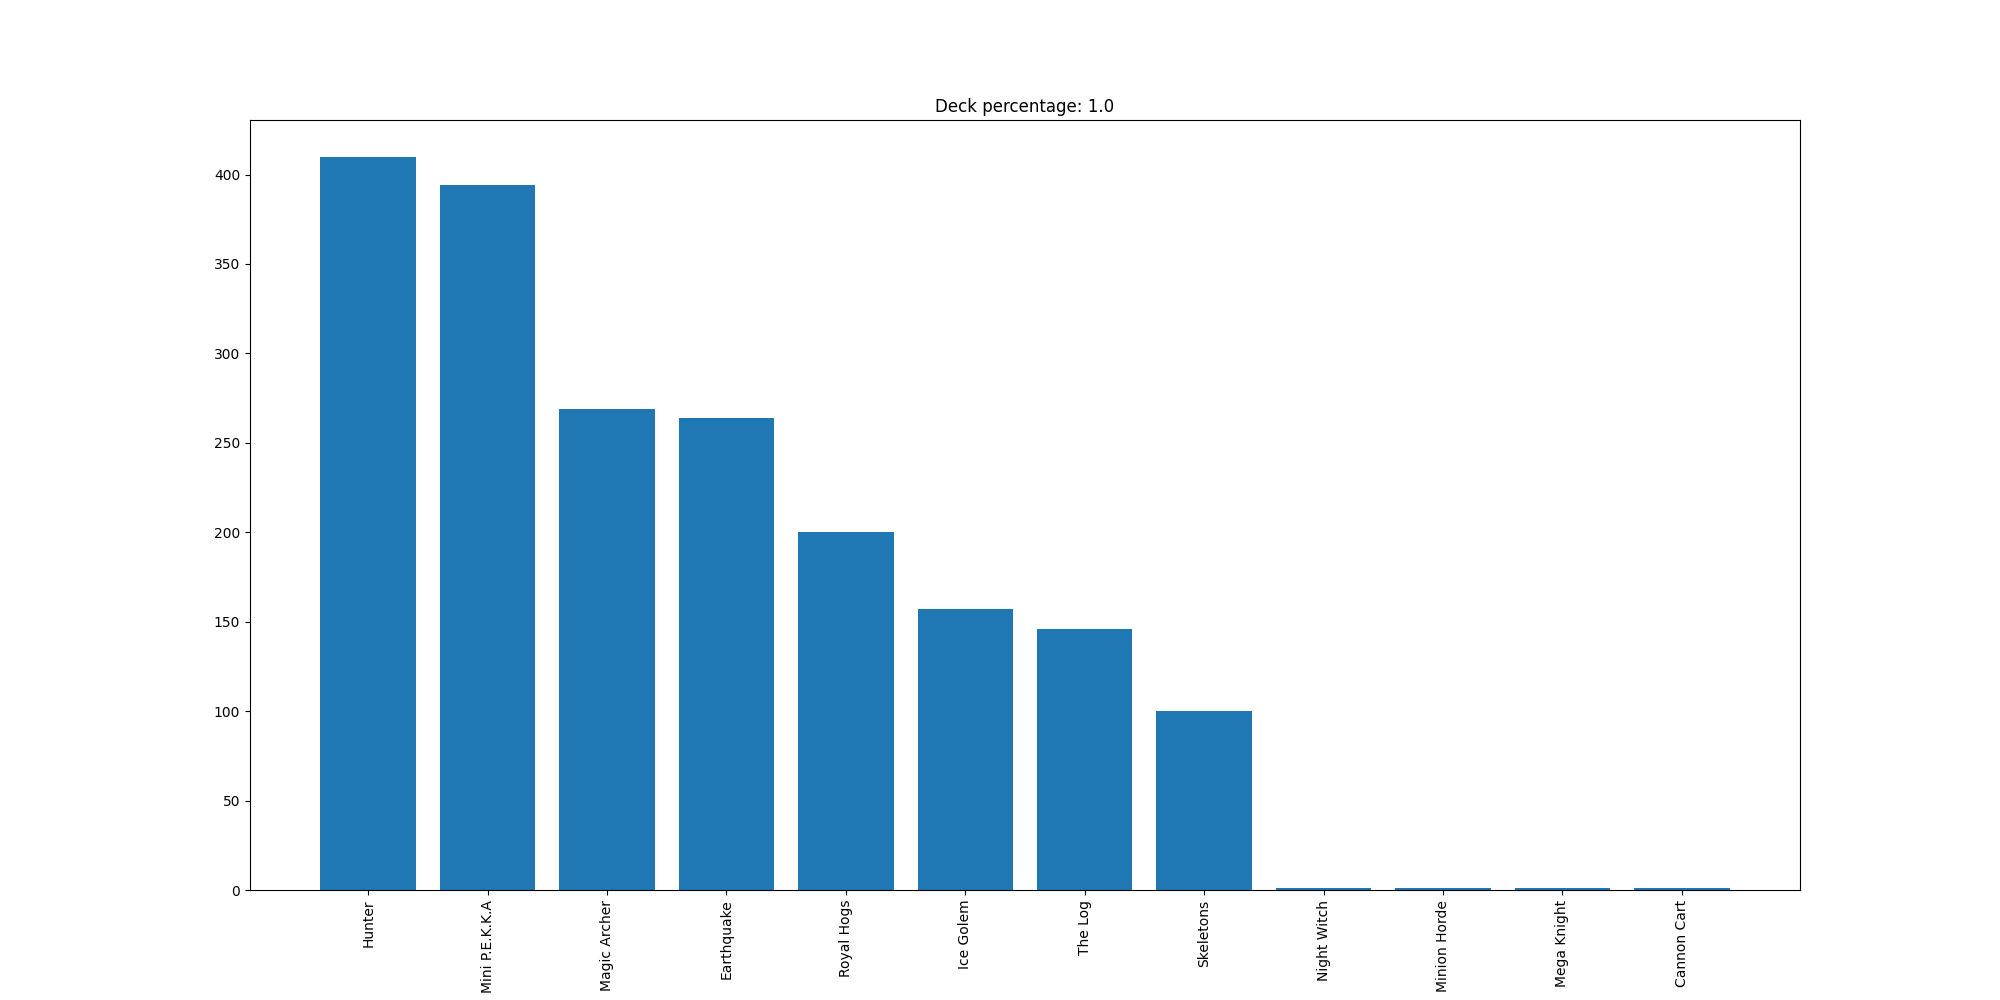 Deck percentage: 1.0
400
350
300
250
200
150
100
50
0
Hunter
Mini P.E.K.K.A
Magic Archer
Earthquake
Royal Hogs
Ice Golem
The Log
Skeletons
Night Witch
Minion Horde
Mega Knight
Cannon Cart